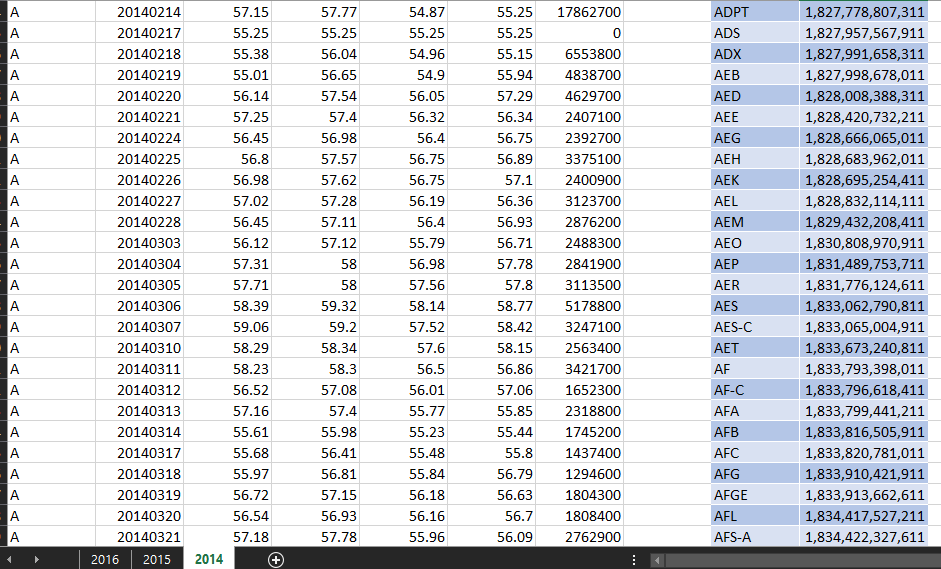 A 20140214 57.15 57.77 54.87 55.25 17862700 ADPT 1,827,778,807,311
A 20140217 55.25 55.25 55.25 55.25 0 ADS 1,827,957,567,911
A 20140218 55.38 56.04 54.96 55.15 6553800 ADX 1,827,991,658,311
A 20140219 55.01 56.65 54.9 55.94 4838700 AEB 1,827,998,678,011
A 20140220 56.14 57.54 56.05 57.29 4629700 AED 1,828,008,388,311
A 20140221 57.25 57.4 56.32 56.34 2407100 AEE 1,828,420,732,211
A 20140224 56.45 56.98 56.4 56.75 2392700 AEG 1,828,666,065,011
A 20140225 56.8 57.57 56.75 56.89 3375100 AEH 1,828,683,962,011
A 20140226 56.98 57.62 56.75 57.1 2400900 AEK 1,828,695,254,411
A 20140227 57.02 57.28 56.19 56.36 3123700 AEL 1,828,832,114,111
A 20140228 56.45 57.11 56.4 56.93 2876200 AEM 1,829,432,208,411
A 20140303 56.12 57.12 55.79 56.71 2488300 AEO 1,830,808,970,911
A 20140304 57.31 58 56.98 57.78 2841900 AEP 1,831,489,753,711
A 20140305 57.71 58 57.56 57.8 3113500 AER 1,831,776,124,611
A 20140306 58.39 59.32 58.14 58.77 5178800 AES 1,833,062,790,811
A 20140307 59.06 59.2 57.52 58.42 3247100 AES-C 1,833,065,004,911
A 20140310 58.29 58.34 57.6 58.15 2563400 AET 1,833,673,240,811
A 20140311 58.23 58.3 56.5 56.86 3421700 AF 1,833,793,398,011
A 20140312 56.52 57.08 56.01 57.06 1652300 AF-C 1,833,796,618,411
A 20140313 57.16 57.4 55.77 55.85 2318800 AFA 1,833,799,441,211
A 20140314 55.61 55.98 55.23 55.44 1745200 AFB 1,833,816,505,911
A 20140317 55.68 56.41 55.48 55.8 1437400 AFC 1,833,820,781,011
A 20140318 55.97 56.81 55.84 56.79 1294600 AFG 1,833,910,421,911
A 20140319 56.72 57.15 56.18 56.63 1804300 AFGE 1,833,913,662,611
A 20140320 56.54 56.93 56.16 56.7 1808400 AFL 1,834,417,527,211
A 20140321 57.18 57.78 55.96 56.09 2762900 AFS-A 1,834,422,327,611
2016 2015 2014